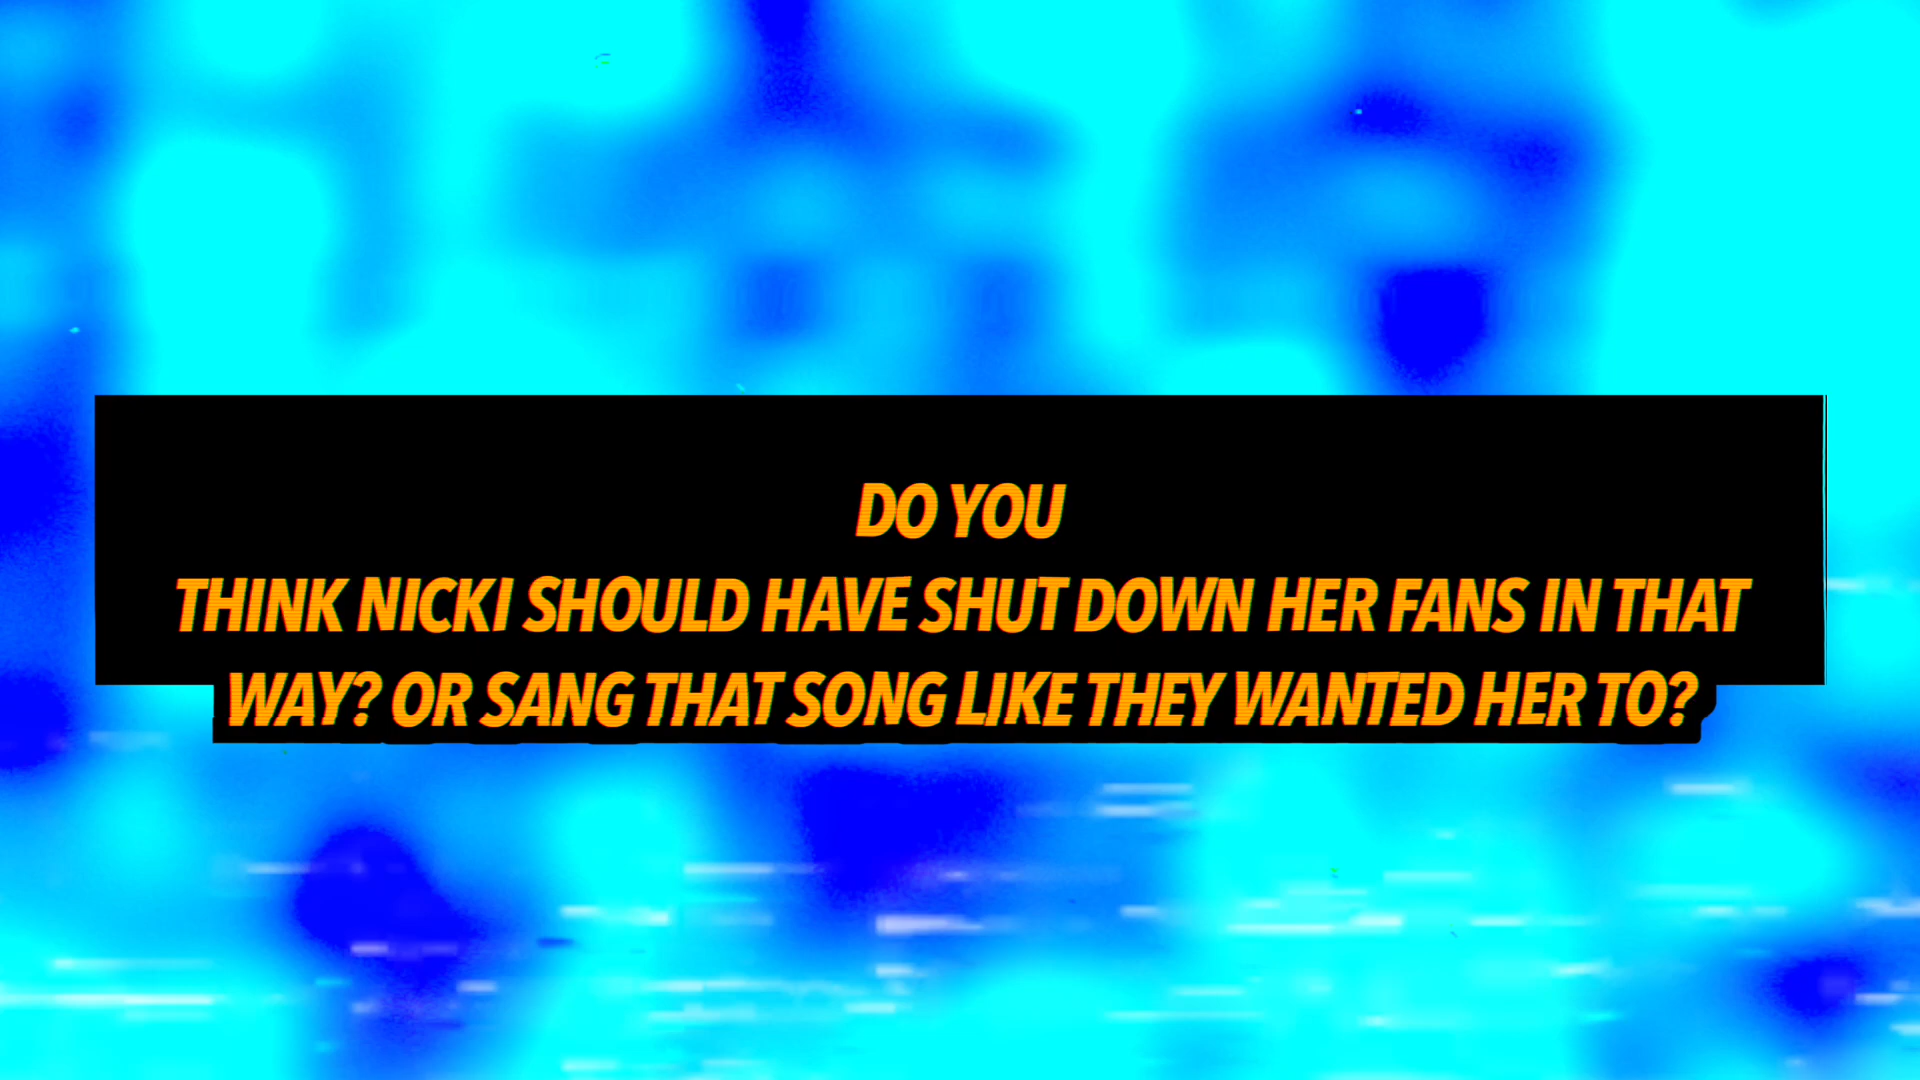 DO YOU
THINK NICKI SHOULD HAVE SHUT DOWN HER FANS IN THAT
WAY? OR SANG THAT SONG LIKE THEY WANTED HER TO?